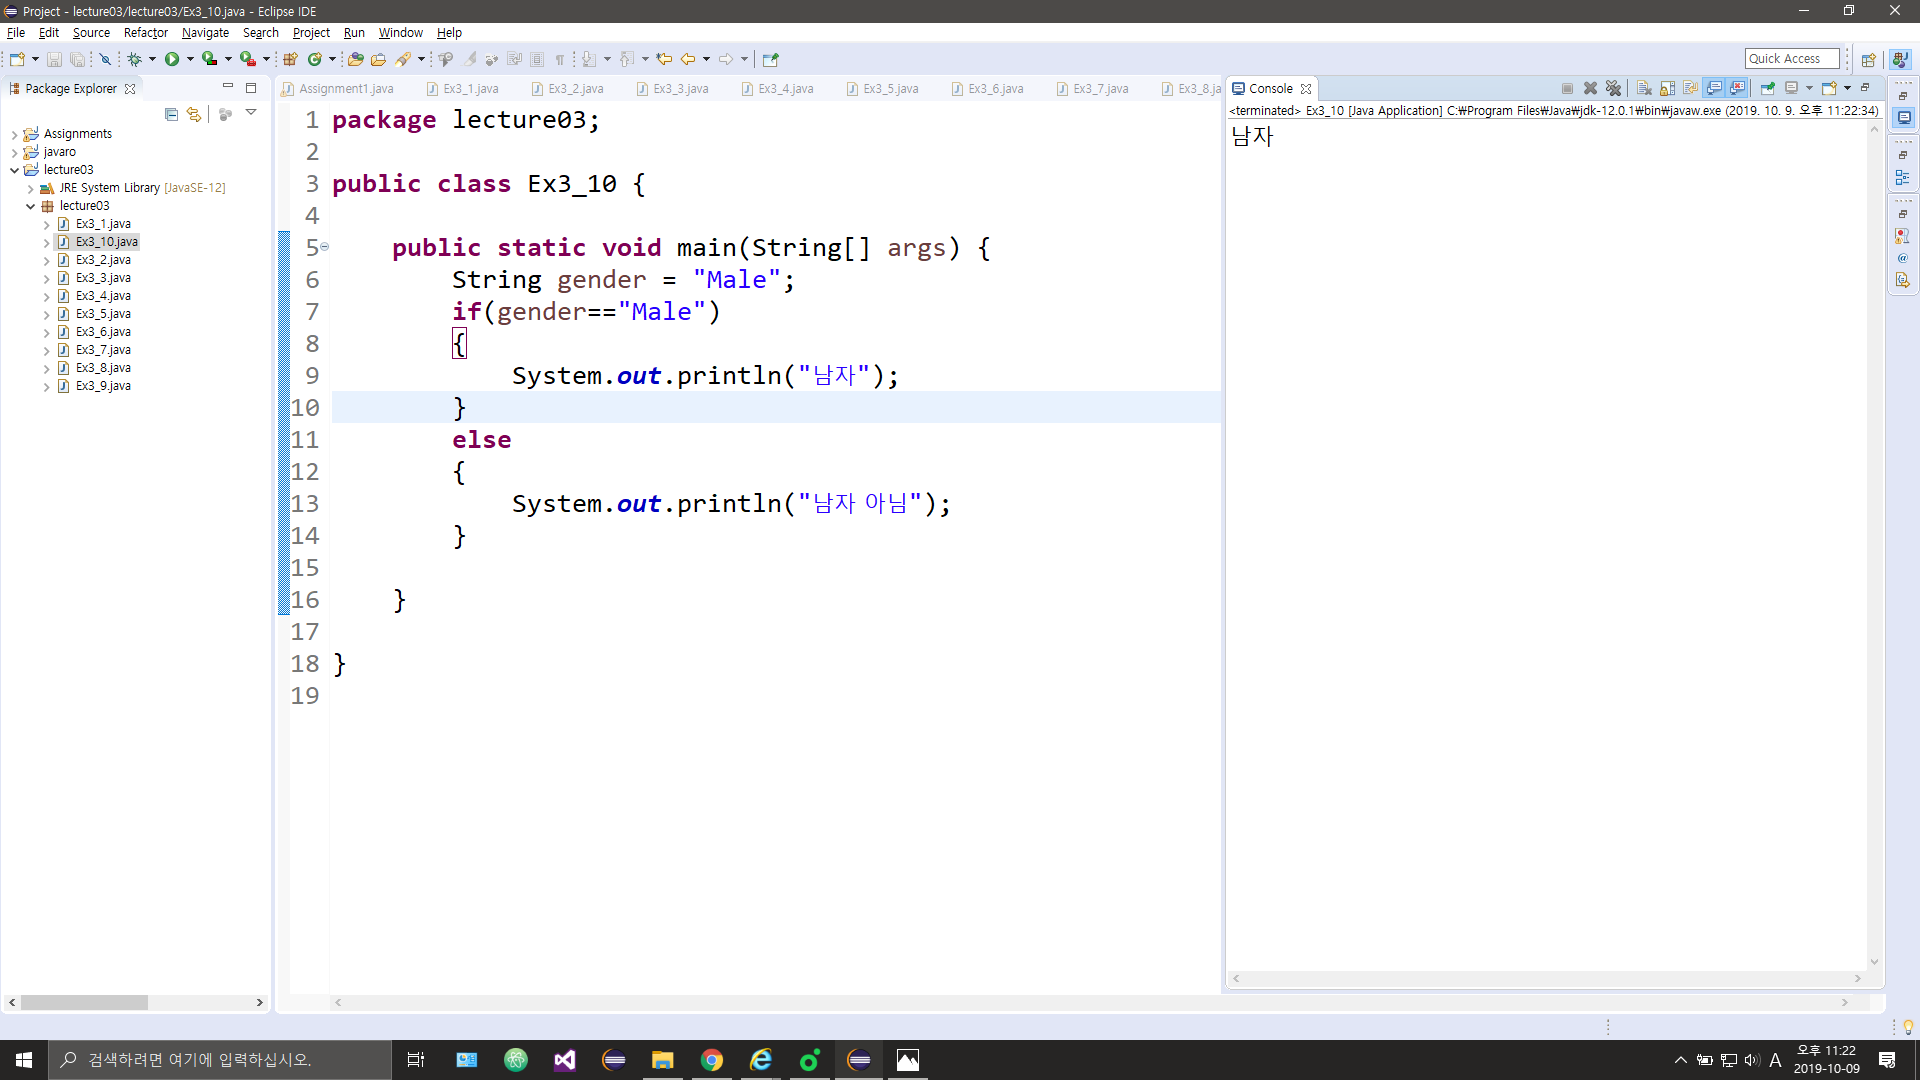 Project - lecture03/lecture03/Ex3_10.java - Eclipse IDE
File Edit Source Refactor Navigate Search Project Run Window Help
Quick Access
Package Explorer
Assignments
javaro
lecture03
JRE System Library [JavaSE-12]
lecture03
Ex3_1.java
Ex3_10.java
Ex3_2.java
Ex3_3.java
Ex3_4.java
Ex3_5.java
Ex3_6.java
Ex3_7.java
Ex3_8.java
Ex3_9.java
Assignment1.java Ex3_1.java Ex3_2.java Ex3_3.java Ex3_4.java Ex3_5.java Ex3_6.java Ex3_7.java Ex3_8.ja
1 package lecture03;
2
3 public class Ex3_10 {
4
5 public static void main(String[] args) {
6 String gender = "Male";
7 if(gender=="Male")
8 {
9 System.out.println("남자");
10 }
11 else
12 {
13 System.out.println("남자 아님");
14 }
15
16 }
17
18 }
19
Console
<terminated> Ex3_10 [Java Application] C:₩Program Files₩Java₩jdk-12.0.1₩bin₩javaw.exe (2019. 10. 9. 오후 11:22:34)
남자
검색하려면 여기에 입력하십시오.
A
오후 11:22
2019-10-09